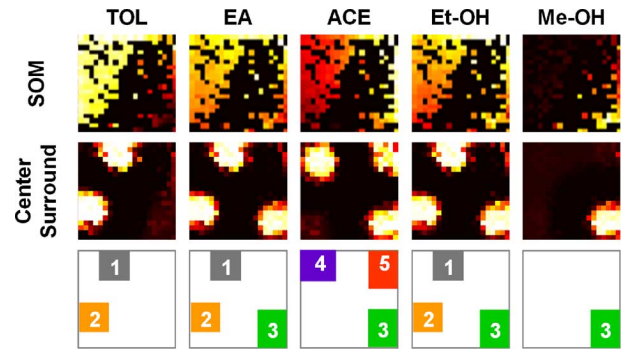 TOL EA ACE Et-OH Me-OH
SOM
Center
Surround
1 1 4 5 1
2 2 3 2 3 3